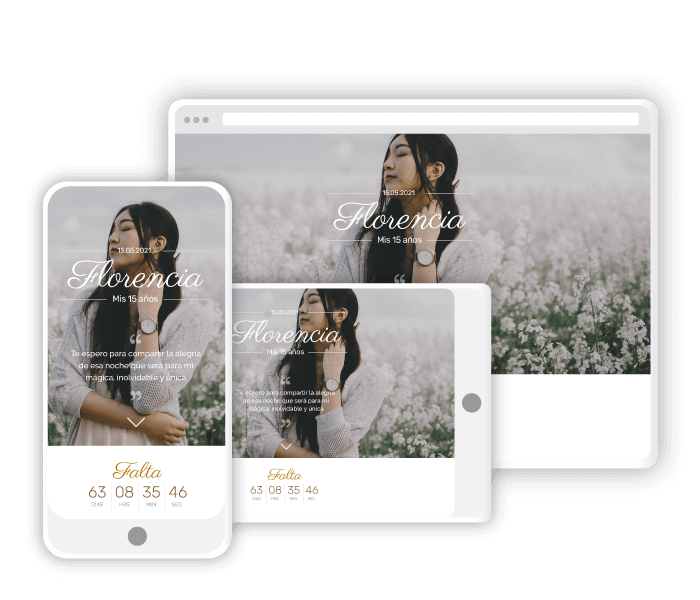 15.05.2021
Florencia
Mis 15 años
“
15.05.2021
Florencia
Mis 15 años
“
Te espero para compartir la alegría
de esa noche que será para mi
mágica, inolvidable y única
”
Falta
63 08 35 46
DIAS HRS MIN SEG
15.05.2021
Florencia
Mis 15 años
“
Te espero para compartir la alegría
de esa noche que será para mi
mágica, inolvidable y única
”
Falta
63 08 35 46
DIAS HRS MIN SEG